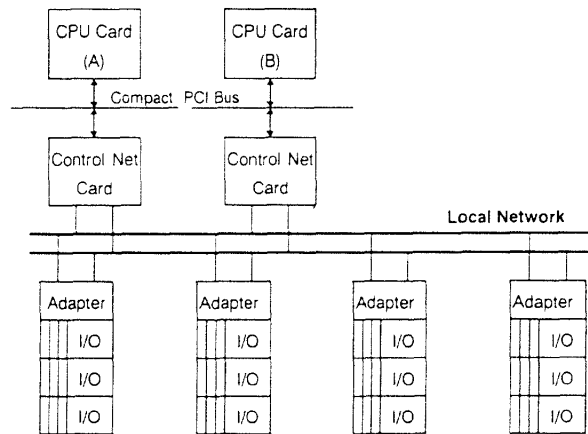 CPU Card CPU Card
(A) (B)
Compact PCI Bus
Control Net Control Net
Card Card
Local Network
Adapter Adapter Adapter Adapter
I/O I/O I/O I/O
I/O I/O I/O I/O
I/O I/O I/O I/O